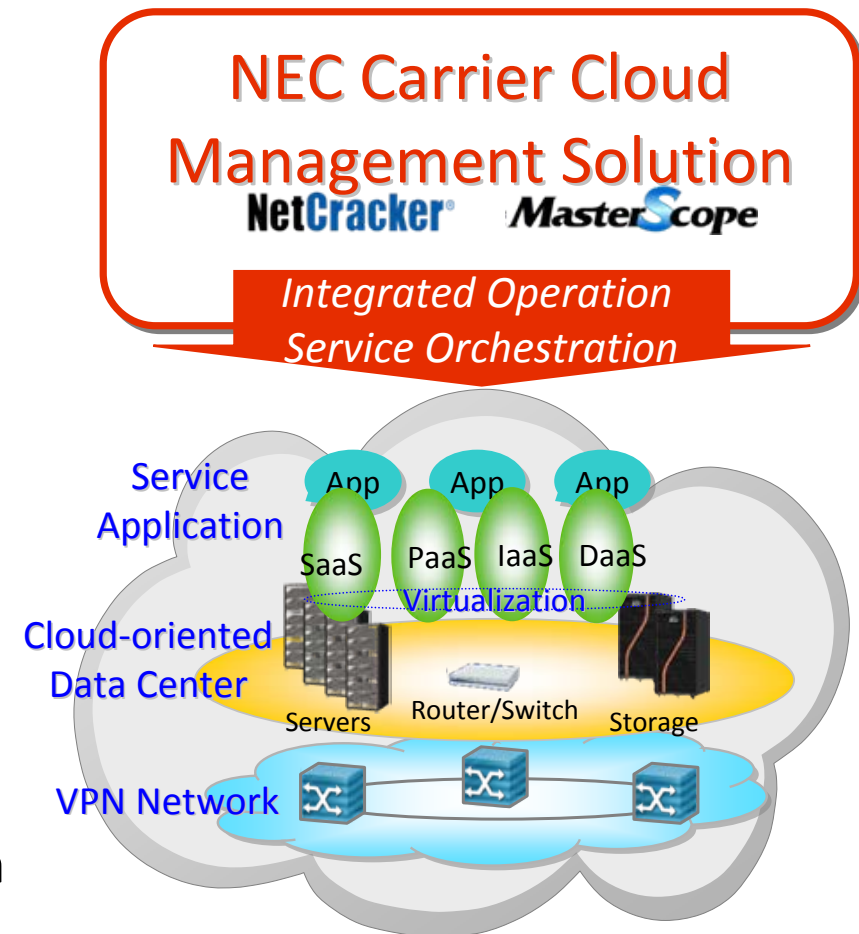 NEC Carrier Cloud
Management Solution
NetCracker® MasterScope
Integrated Operation
Service Orchestration
Service
Application
App App App
SaaS PaaS IaaS DaaS
Virtualization
Cloud-oriented
Data Center
Servers Router/Switch Storage
VPN Network